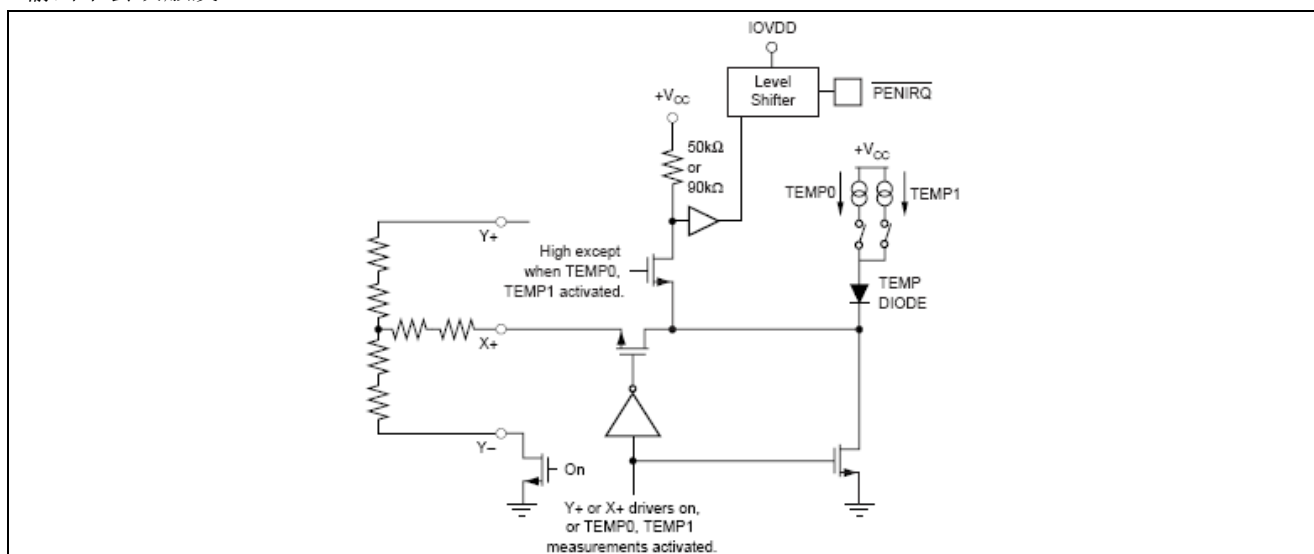 IOVDD
Level
Shifter
PENIRQ
+VCC
50kΩ
or
90kΩ
+VCC
TEMP0
TEMP1
Y+
High except
when TEMP0,
TEMP1 activated.
TEMP
DIODE
X+
Y–
On
Y+ or X+ drivers on,
or TEMP0, TEMP1
measurements activated.